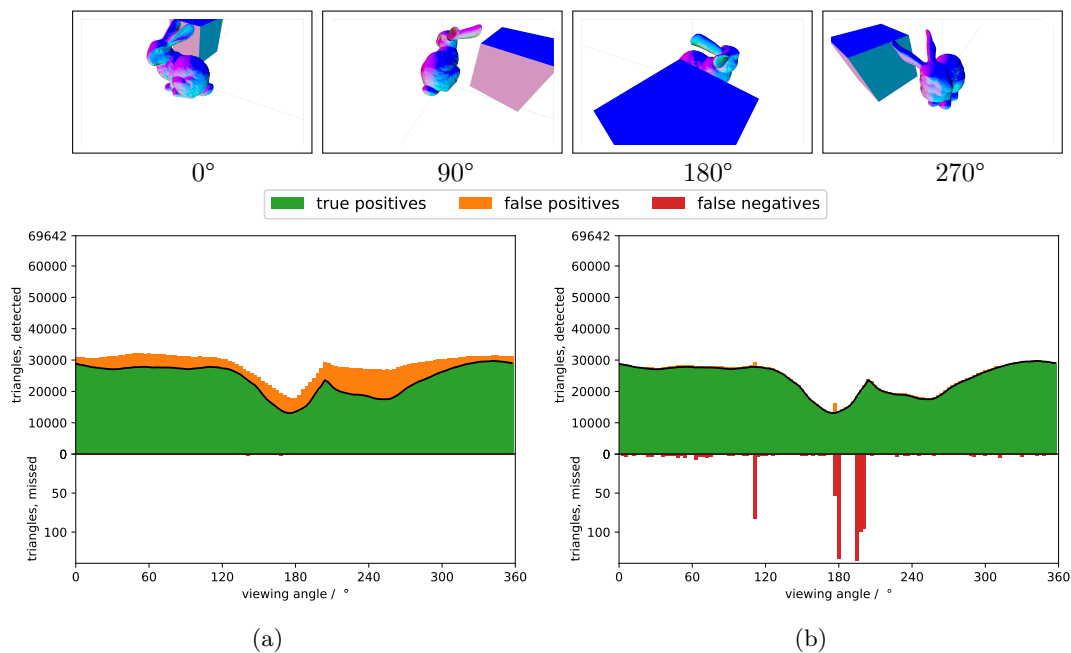 0° 90° 180° 270°
true positives false positives false negatives
69642
60000
50000
40000
30000
20000
10000
0
50
100
triangles, detected
triangles, missed
0 60 120 180 240 300 360
viewing angle / °
(a)
69642
60000
50000
40000
30000
20000
10000
0
50
100
triangles, detected
triangles, missed
0 60 120 180 240 300 360
viewing angle / °
(b)